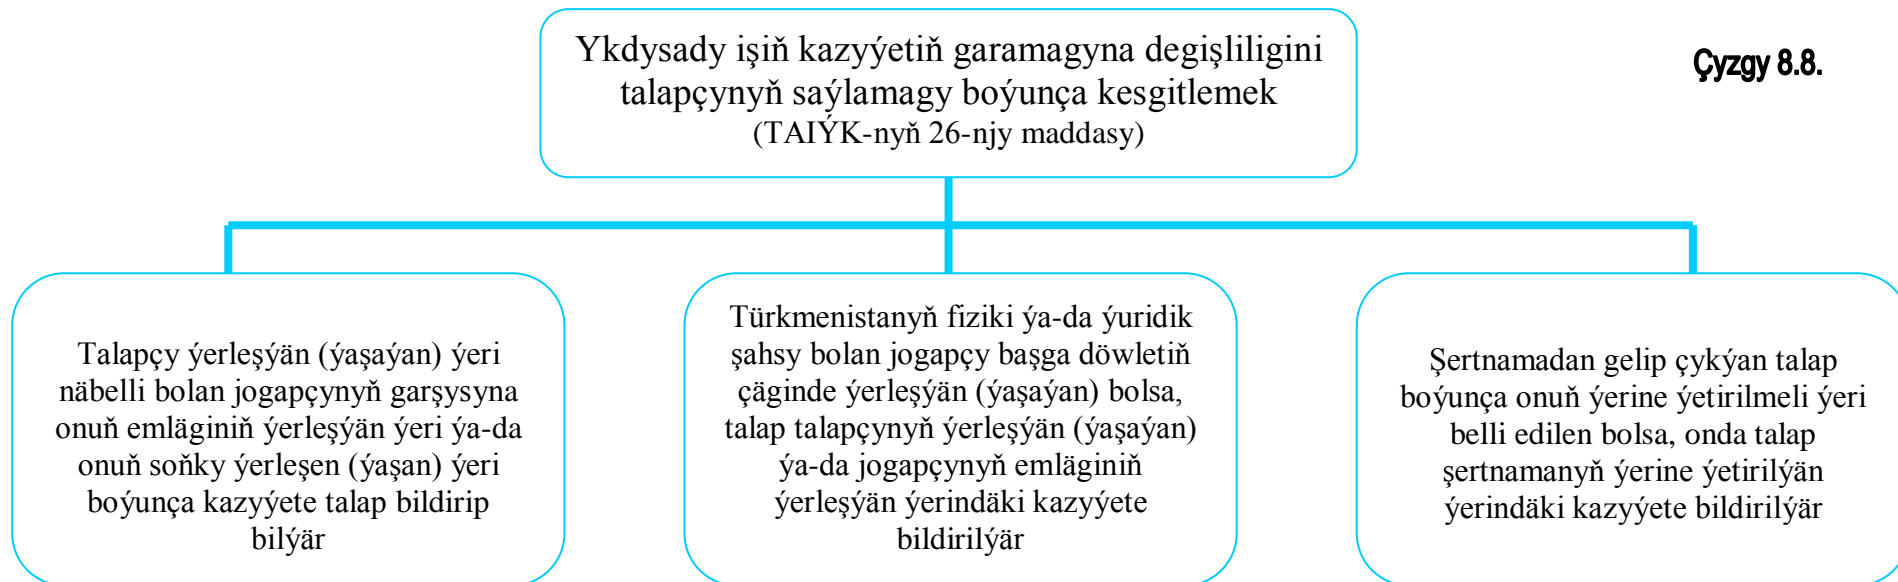 Ykdysady işiň kazyýetiň garamagyna degişliligini
talapçynyň saýlamagy boýunça kesgitlemek
(TAIÝK-nyň 26-njy maddasy)
Çyzgy 8.8.
Talapçy ýerleşýän (ýaşaýan) ýeri
näbelli bolan jogapçynyň garşysyna
onuň emläginiň ýerleşýän ýeri ýa-da
onuň soňky ýerleşen (ýaşan) ýeri
boýunça kazyýete talap bildirip
bilýär
Türkmenistanyň fiziki ýa-da ýuridik
şahsy bolan jogapçy başga döwletiň
çäginde ýerleşýän (ýaşaýan) bolsa,
talap talapçynyň ýerleşýän (ýaşaýan)
ýa-da jogapçynyň emläginiň
ýerleşýän ýerindäki kazyýete
bildirilýär
Şertnamadan gelip çykýan talap
boýunça onuň ýerine ýetirilmeli ýeri
belli edilen bolsa, onda talap
şertnamanyň ýerine ýetirilýän
ýerindäki kazyýete bildirilýär